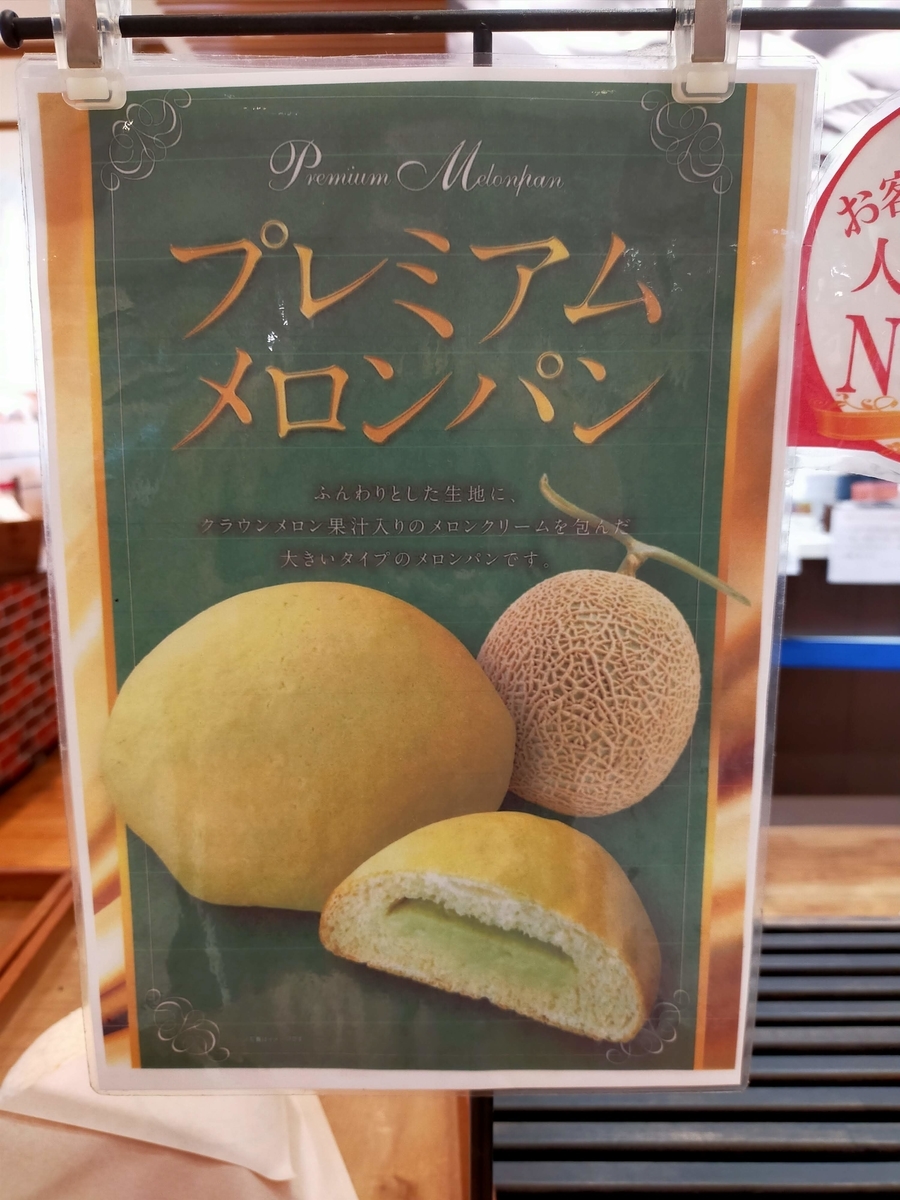 Premium Melonpan
プレミアム
メロンパン
ふんわりとした生地に、
クラウンメロン果汁入りのメロンクリームを包んだ
大きいタイプのメロンパンです。
お客
人
N